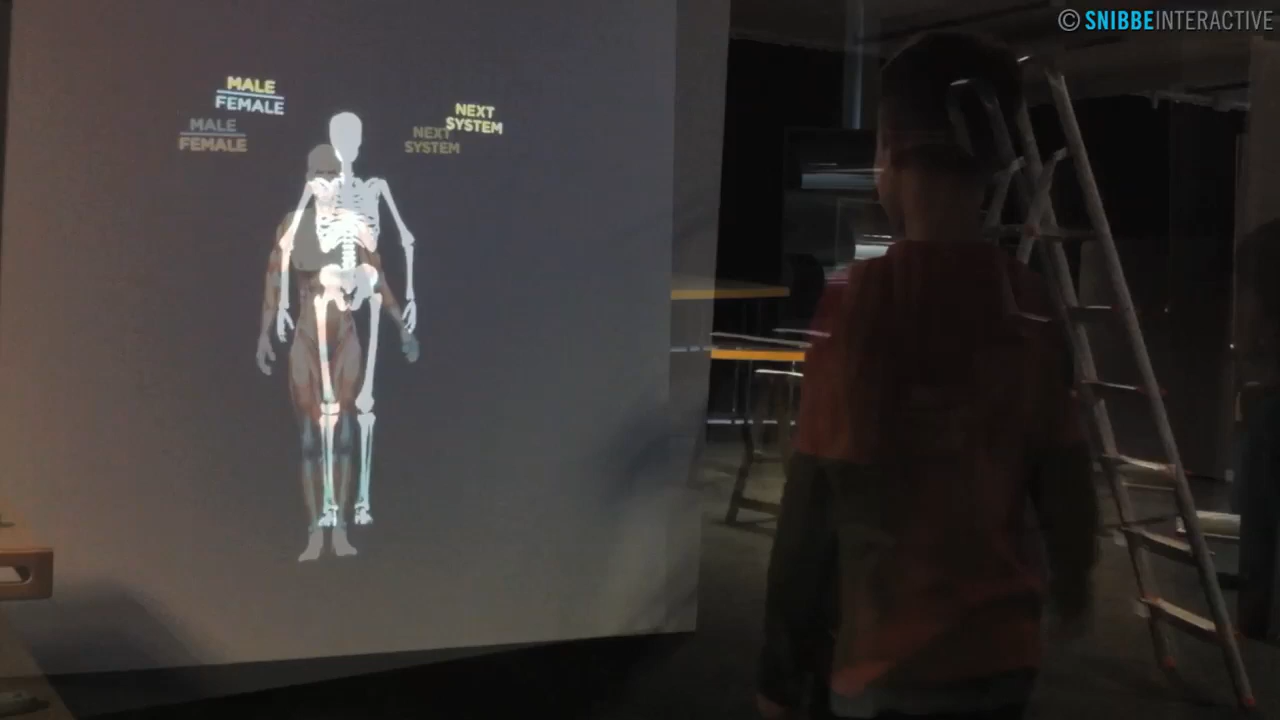 © SNIBBEINTERACTIVE
MALE
FEMALE
NEXT
SYSTEM
MALE
FEMALE
NEXT
SYSTEM